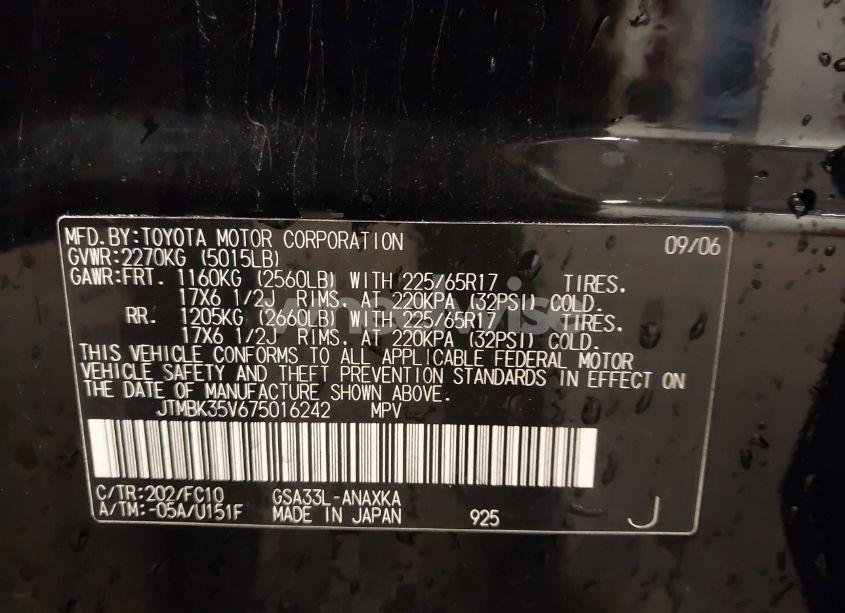 MFD.BY:TOYOTA MOTOR CORPORATION 09/06
GVWR:2270KG (5015LB)
GAWR:FRT. 1160KG (2560LB) WITH 225/65R17 TIRES.
17X6 1/2J RIMS. AT 220KPA (32PSI) COLD.
RR. 1205KG (2660LB) WITH 225/65R17 TIRES.
17X6 1/2J RIMS. AT 220KPA (32PSI) COLD.
THIS VEHICLE CONFORMS TO ALL APPLICABLE FEDERAL MOTOR
VEHICLE SAFETY AND THEFT PREVENTION STANDARDS IN EFFECT ON
THE DATE OF MANUFACTURE SHOWN ABOVE.
JTMBK35V675016242 MPV
C/TR:202/FC10 GSA33L-ANAXKA
A/TM:-05A/U151F MADE IN JAPAN 925 J